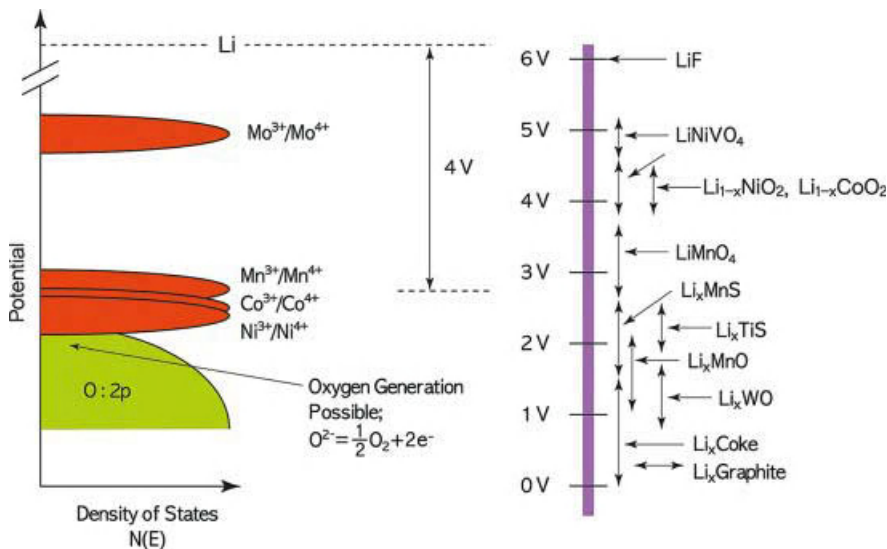 Li
Mo³⁺/Mo⁴⁺
4 V
Potential
Mn³⁺/Mn⁴⁺
Co³⁺/Co⁴⁺
Ni³⁺/Ni⁴⁺
O : 2p
Oxygen Generation
Possible;
O²⁻=½O₂+2e⁻
Density of States
N(E)
6 V
LiF
5 V
LiNiVO₄
Li₁₋ₓNiO₂, Li₁₋ₓCoO₂
4 V
LiMnO₄
3 V
LiₓMnS
LiₓTiS
2 V
LiₓMnO
LiₓWO
1 V
LiₓCoke
LiₓGraphite
0 V